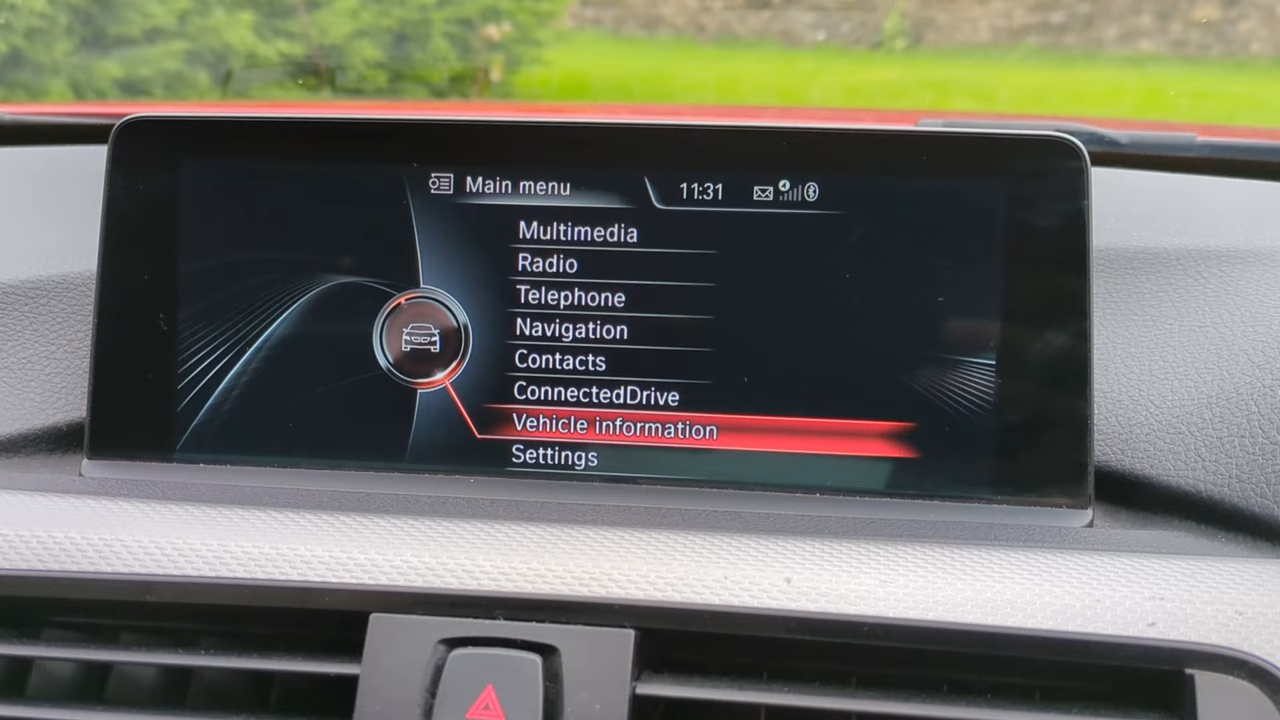 Main menu 11:31
Multimedia
Radio
Telephone
Navigation
Contacts
ConnectedDrive
Vehicle information
Settings